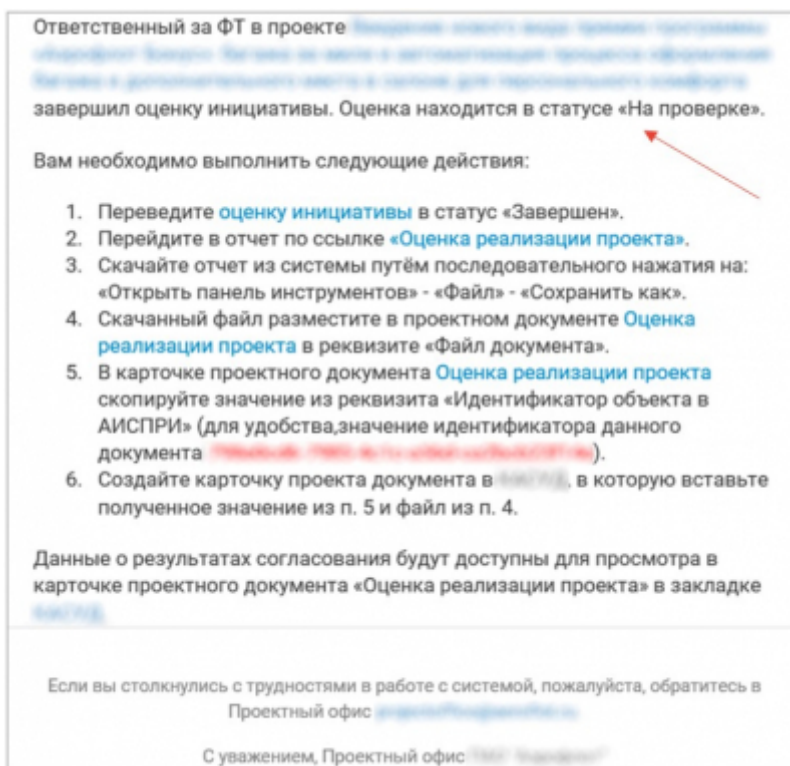 Ответственный за ФТ в проекте
завершил оценку инициативы. Оценка находится в статусе «На проверке».
Вам необходимо выполнить следующие действия:
1. Переведите оценку инициативы в статус «Завершен».
2. Перейдите в отчет по ссылке «Оценка реализации проекта».
3. Скачайте отчет из системы путём последовательного нажатия на:
«Открыть панель инструментов» - «Файл» - «Сохранить как».
4. Скачанный файл разместите в проектном документе Оценка
реализации проекта в реквизите «Файл документа».
5. В карточке проектного документа Оценка реализации проекта
скопируйте значение из реквизита «Идентификатор объекта в
АИСПРИ» (для удобства,значение идентификатора данного
документа ).
6. Создайте карточку проекта документа в , в которую вставьте
полученное значение из п. 5 и файл из п. 4.
Данные о результатах согласования будут доступны для просмотра в
карточке проектного документа «Оценка реализации проекта» в закладке
Если вы столкнулись с трудностями в работе с системой, пожалуйста, обратитесь в
Проектный офис
С уважением, Проектный офис